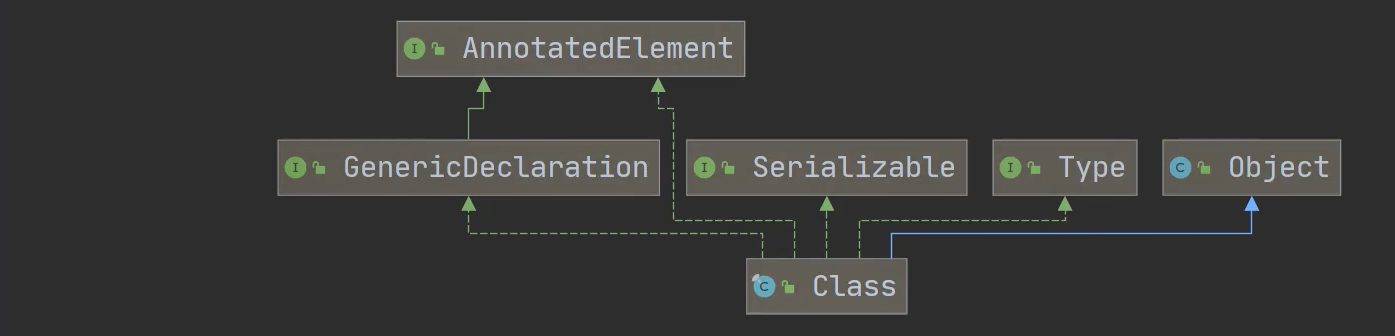 AnnotatedElement
GenericDeclaration
Serializable
Type
Object
Class